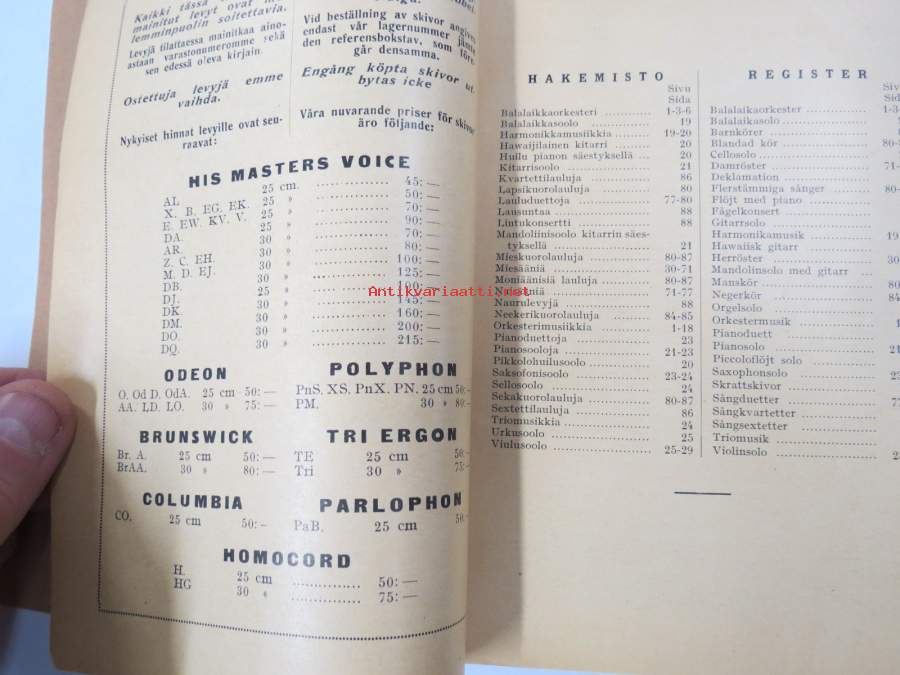 Kaikki tässä
mainitut levyt ovat mo
lemminpuolin soitettavia.
Levyjä tilattaessa mainitkaa aino-
astaan varastonumeromme sekä
sen edessä oleva kirjain.
Ostettuja levyjä emme
vaihda.
Nykyiset hinnat levyille ovat seu-
raavat:
Vid beställning av skivor angives
endast vår lagernummer jämte
den referensbokstav, som före
går densamma.
Engång köpta skivor ut
bytas icke
Våra nuvarande priser för skivor
äro följande:
HIS MASTERS VOICE
AL 25 cm. 45: —
X. B. EG. EK. 25 » 50: —
E. EW. KV. V. 25 » 70: —
DA. 25 » 90: —
AR. 30 » 70: —
Z. C. EH. 30 » 80: —
M. D. EJ. 30 » 100: —
DB. 30 » 125: —
DJ. 25 »
DK. 30 » 145: —
DM. 30 » 160: —
DO. 30 » 200: —
DQ. 30 » 215: —
ODEON
O. Od D. OdA. 25 cm 50: —
AA. LD. LO. 30 » 75: —
POLYPHON
PnS. XS. PnX. PN. 25 cm 50: —
PM. 30 » 80: —
BRUNSWICK
Br. A. 25 cm 50: —
BrAA. 30 » 80: —
TRI ERGON
TE 25 cm 50: —
Tri 30 » 75: —
COLUMBIA
CO. 25 cm 50: —
PARLOPHON
PaB. 25 cm 50: —
HOMOCORD
H. 25 cm 50: —
HG 30 « 75: —
Antikvariaatti.net
HAKEMISTO
Sivu
Sida
Balalaikkaorkesteri 1-3-6
Balalaikkasoolo 19
Harmonikkamusiikkia 19-20
Hawaijilainen kitarri 20
Huilu pianon säestyksellä 20
Kitarrisoolo 21
Kvartettilauluja 86
Lapsikuorolauluja 80
Lauluduettoja 77-80
Lausuntaa 88
Lintukonsertti 88
Mandoliinisoolo kitarrin säes-
tyksellä 21
Mieskuorolauluja 80-87
Miesääniä 30-71
Moniäänisiä lauluja 80-87
Naisääniä 71-77
Naurulevyjä 88
Neekerikuorolauluja 84-85
Orkesterimusiikkia 1-18
Pianoduettoja 23
Pianosooloja 21-23
Pikkolohuilusoolo 20
Saksofonisoolo 23-24
Sellosoolo 24
Sekakuorolauluja 80-87
Sextettilauluja 86
Triomusiikkia 24
Urkusoolo 25
Viulusoolo 25-29
REGISTER
Balalaikaorkester
Balalaikasolo
Barnkörer
Blandad kör
Cellosolo
Damröster
Deklamation
Flerstämmiga sånger
Flöjt med piano
Fågelkonsert
Gitarrsolo
Harmonikamusik
Hawaiisk gitarr
Herröster
Mandolinsolo med gitarr
Manskör
Negerkör
Orgelsolo
Orkestermusik
Pianoduett
Pianosolo
Piccoloflöjt solo
Saxophonsolo
Skrattskivor
Sångduetter
Sångkvartetter
Sångsextetter
Triomusik
Violinsolo